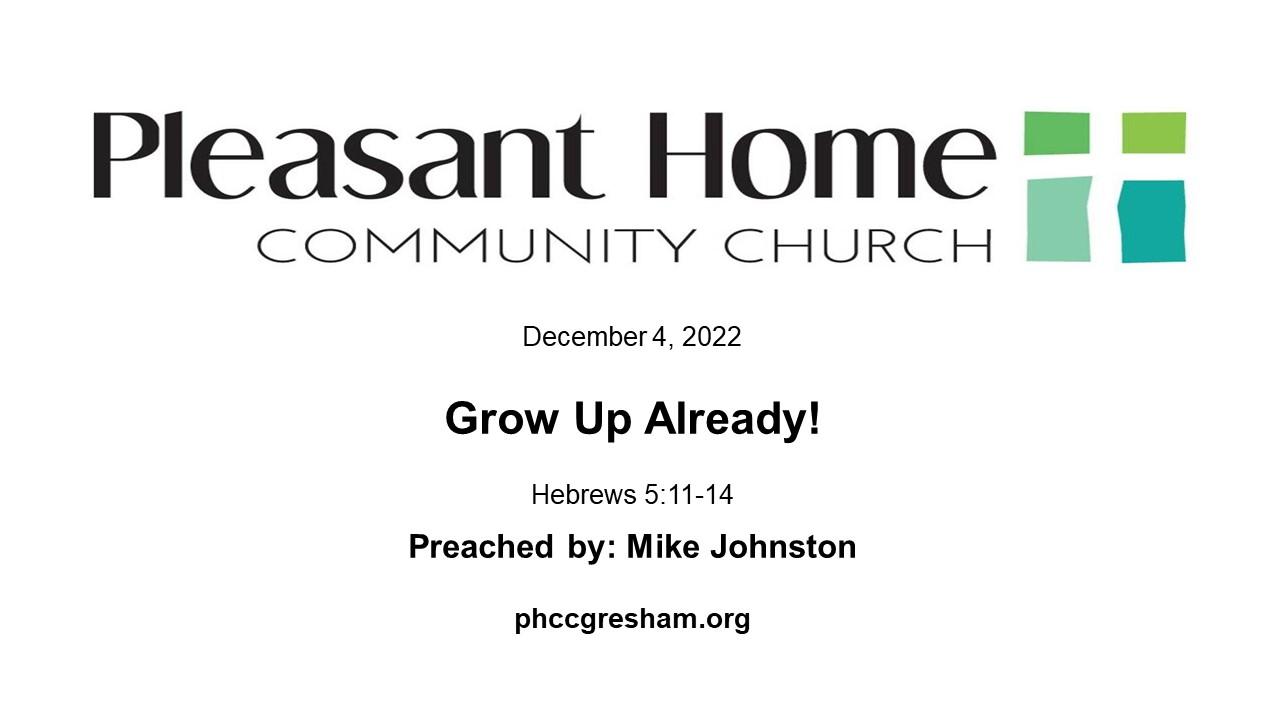 Pleasant Home
COMMUNITY CHURCH
December 4, 2022
Grow Up Already!
Hebrews 5:11-14
Preached by: Mike Johnston
phccgresham.org